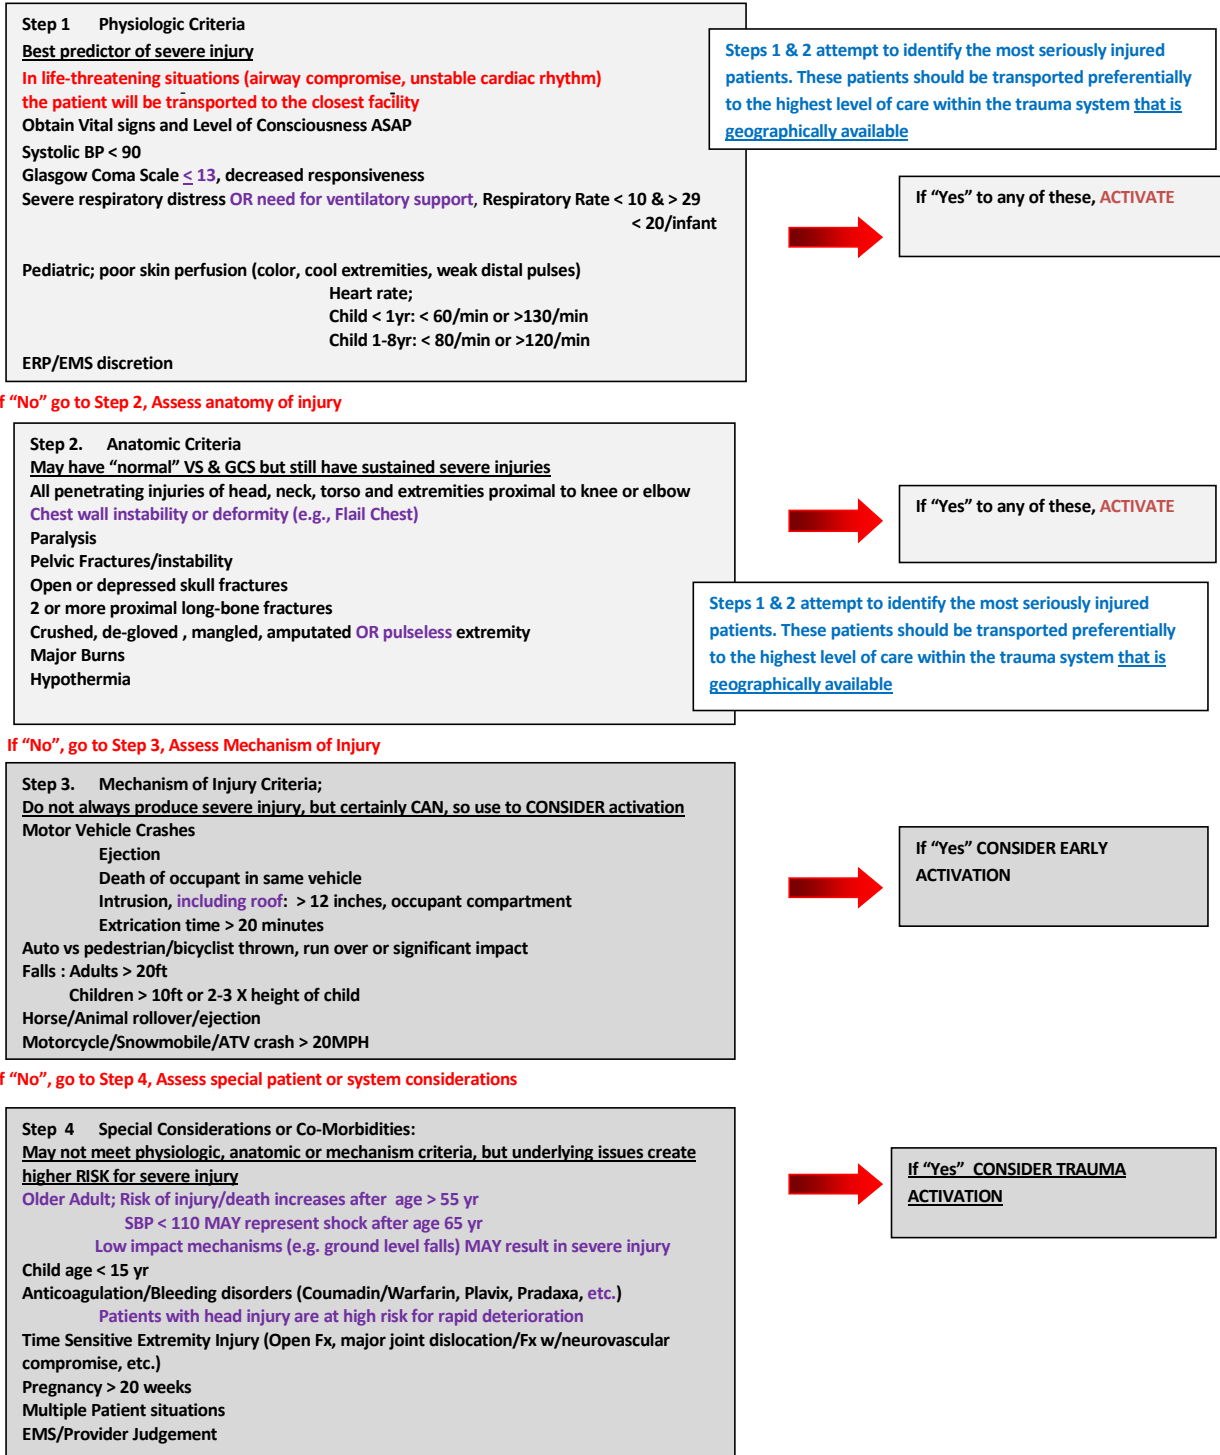 Step 1 Physiologic Criteria
Best predictor of severe injury
In life-threatening situations (airway compromise, unstable cardiac rhythm)
the patient will be transported to the closest facility
Obtain Vital signs and Level of Consciousness ASAP
Systolic BP < 90
Glasgow Coma Scale < 13, decreased responsiveness
Severe respiratory distress OR need for ventilatory support, Respiratory Rate < 10 & > 29
< 20/infant
Pediatric; poor skin perfusion (color, cool extremities, weak distal pulses)
Heart rate;
Child < 1yr: < 60/min or >130/min
Child 1-8yr: < 80/min or >120/min
ERP/EMS discretion
Steps 1 & 2 attempt to identify the most seriously injured
patients. These patients should be transported preferentially
to the highest level of care within the trauma system that is
geographically available
If “Yes” to any of these, ACTIVATE
f “No” go to Step 2, Assess anatomy of injury
Step 2. Anatomic Criteria
May have “normal” VS & GCS but still have sustained severe injuries
All penetrating injuries of head, neck, torso and extremities proximal to knee or elbow
Chest wall instability or deformity (e.g., Flail Chest)
Paralysis
Pelvic Fractures/instability
Open or depressed skull fractures
2 or more proximal long-bone fractures
Crushed, de-gloved , mangled, amputated OR pulseless extremity
Major Burns
Hypothermia
If “Yes” to any of these, ACTIVATE
Steps 1 & 2 attempt to identify the most seriously injured
patients. These patients should be transported preferentially
to the highest level of care within the trauma system that is
geographically available
If “No”, go to Step 3, Assess Mechanism of Injury
Step 3. Mechanism of Injury Criteria;
Do not always produce severe injury, but certainly CAN, so use to CONSIDER activation
Motor Vehicle Crashes
Ejection
Death of occupant in same vehicle
Intrusion, including roof: > 12 inches, occupant compartment
Extrication time > 20 minutes
Auto vs pedestrian/bicyclist thrown, run over or significant impact
Falls : Adults > 20ft
Children > 10ft or 2-3 X height of child
Horse/Animal rollover/ejection
Motorcycle/Snowmobile/ATV crash > 20MPH
If “Yes” CONSIDER EARLY
ACTIVATION
f “No”, go to Step 4, Assess special patient or system considerations
Step 4 Special Considerations or Co-Morbidities:
May not meet physiologic, anatomic or mechanism criteria, but underlying issues create
higher RISK for severe injury
Older Adult; Risk of injury/death increases after age > 55 yr
SBP < 110 MAY represent shock after age 65 yr
Low impact mechanisms (e.g. ground level falls) MAY result in severe injury
Child age < 15 yr
Anticoagulation/Bleeding disorders (Coumadin/Warfarin, Plavix, Pradaxa, etc.)
Patients with head injury are at high risk for rapid deterioration
Time Sensitive Extremity Injury (Open Fx, major joint dislocation/Fx w/neurovascular
compromise, etc.)
Pregnancy > 20 weeks
Multiple Patient situations
EMS/Provider Judgement
If “Yes” CONSIDER TRAUMA
ACTIVATION